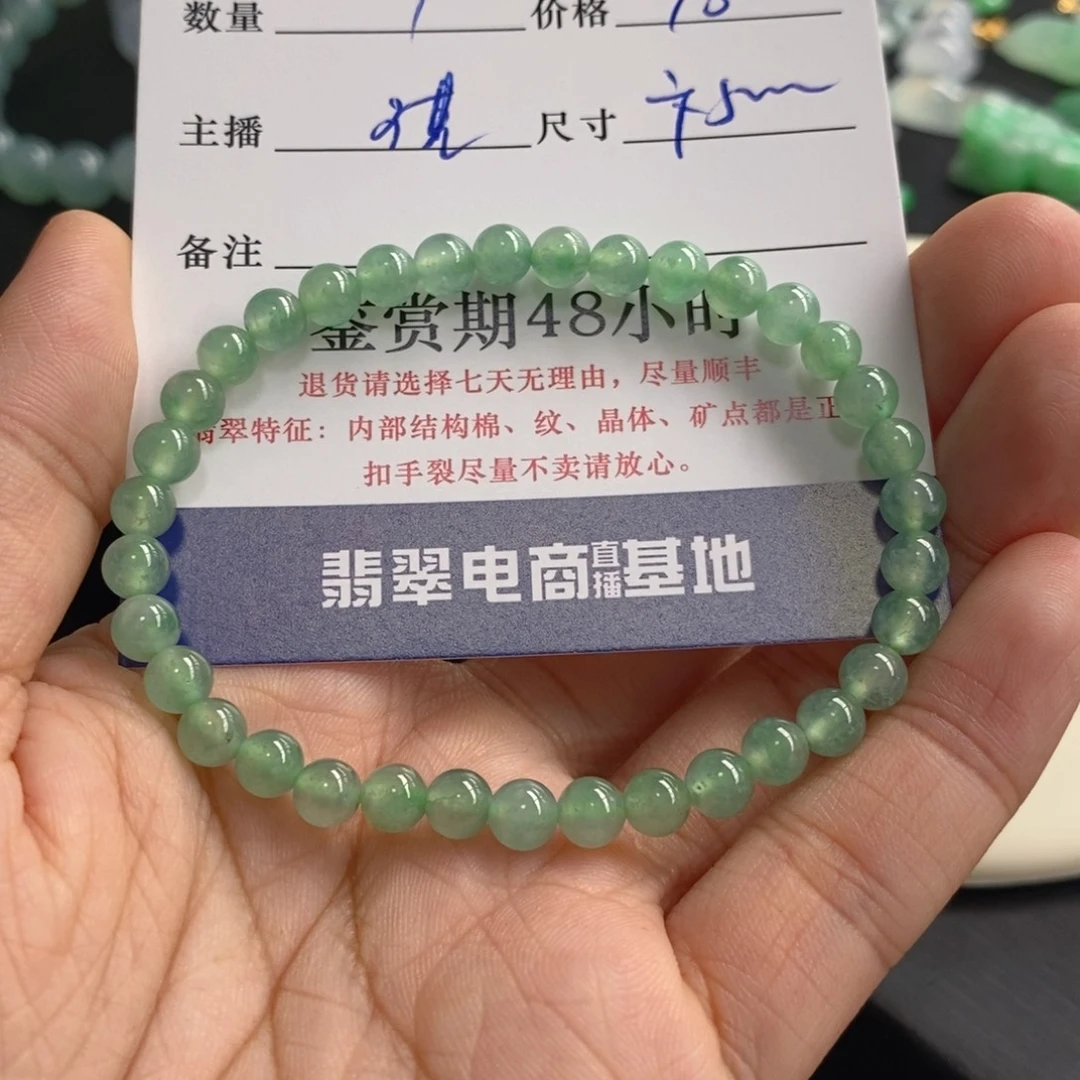 数量 1 价格
主播 尺寸
备注
鉴赏期48小时
退货请选择七天无理由，尽量顺丰
翡翠特征：内部结构棉、纹、晶体、矿点都是正
扣手裂尽量不卖请放心。
翡翠电商直播基地